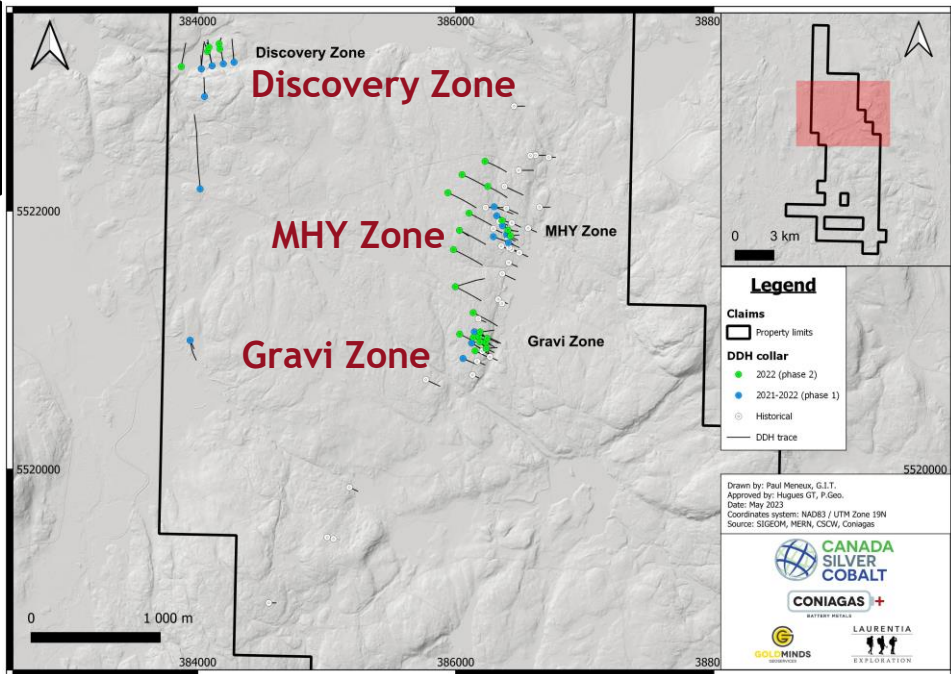 384000
386000
3880
Discovery Zone
Discovery Zone
5522000
MHY Zone
MHY Zone
Gravi Zone
Gravi Zone
5520000
5520000
0 1 000 m
384000
386000
3880
0 3 km
Legend
Claims
Property limits
DDH collar
2022 (phase 2)
2021-2022 (phase 1)
Historical
DDH trace
Drawn by: Paul Meneux, G.I.T.
Approved by: Hugues GT, P.Geo.
Date: May 2023
Coordinates system: NAD83 / UTM Zone 19N
Source: SIGEOM, MERN, CSCW, Coniagas
CANADA
SILVER
COBALT
CONIAGAS +
BATTERY METALS
GOLDMINDS
GEOSERVICES
LAURENTIA
EXPLORATION